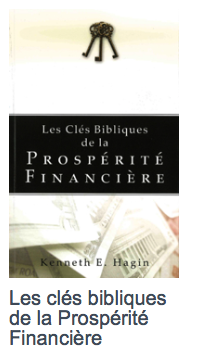 Les Clés Bibliques
de la
PROSPÉRITÉ
FINANCIÈRE
Kenneth E. Hagin
Les clés bibliques
de la Prospérité
Financière